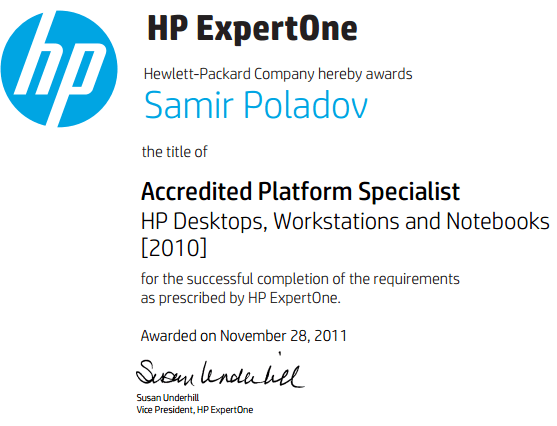 hp
HP ExpertOne
Hewlett-Packard Company hereby awards
Samir Poladov
the title of
Accredited Platform Specialist
HP Desktops, Workstations and Notebooks
[2010]
for the successful completion of the requirements
as prescribed by HP ExpertOne.
Awarded on November 28, 2011
Susan Underhill
Susan Underhill
Vice President, HP ExpertOne